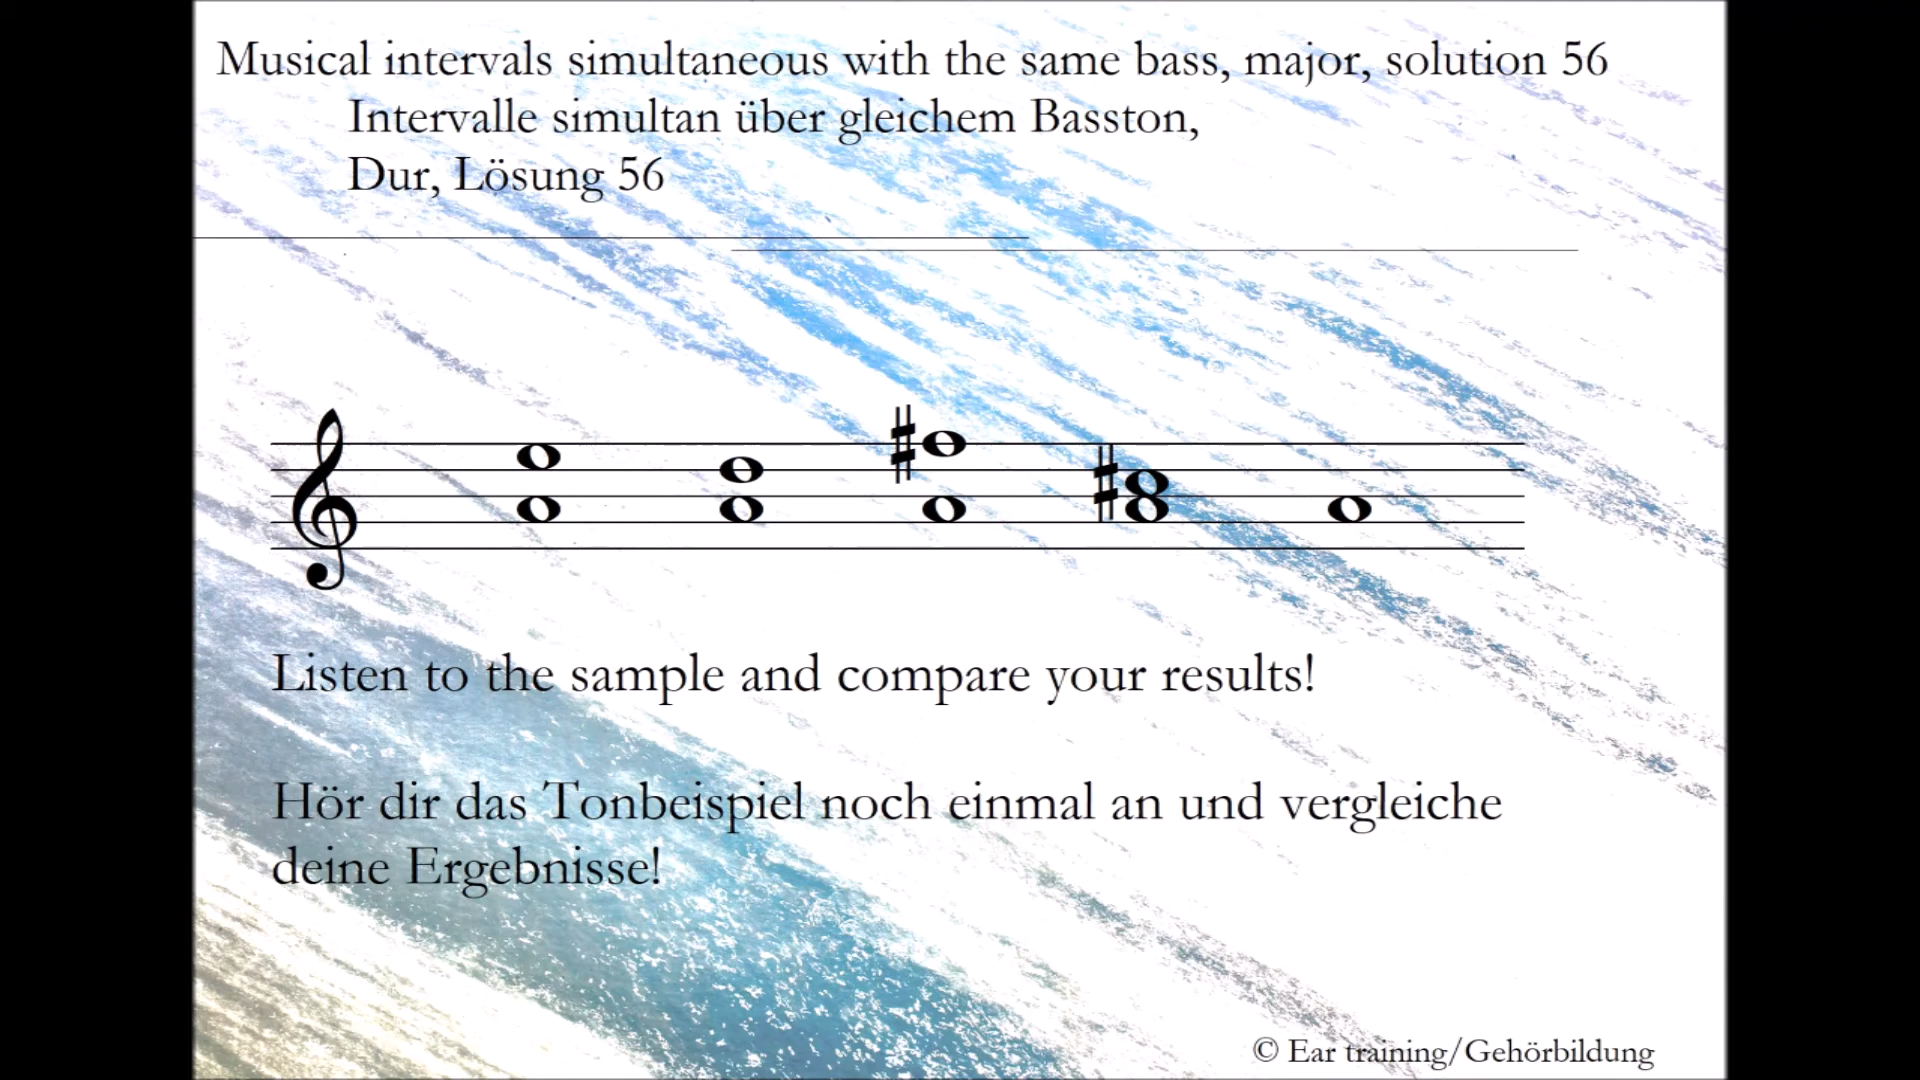 Musical intervals simultaneous with the same bass, major, solution 56
Intervalle simultan über gleichem Basston,
Dur, Lösung 56
Listen to the sample and compare your results!
Hör dir das Tonbeispiel noch einmal an und vergleiche
deine Ergebnisse!
© Ear training/Gehörbildung